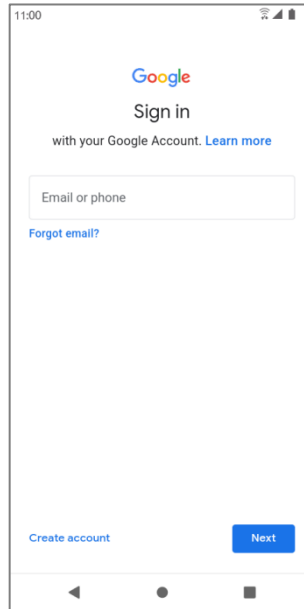 11:00
Google
Sign in
with your Google Account. Learn more
Email or phone
Forgot email?
Create account
Next